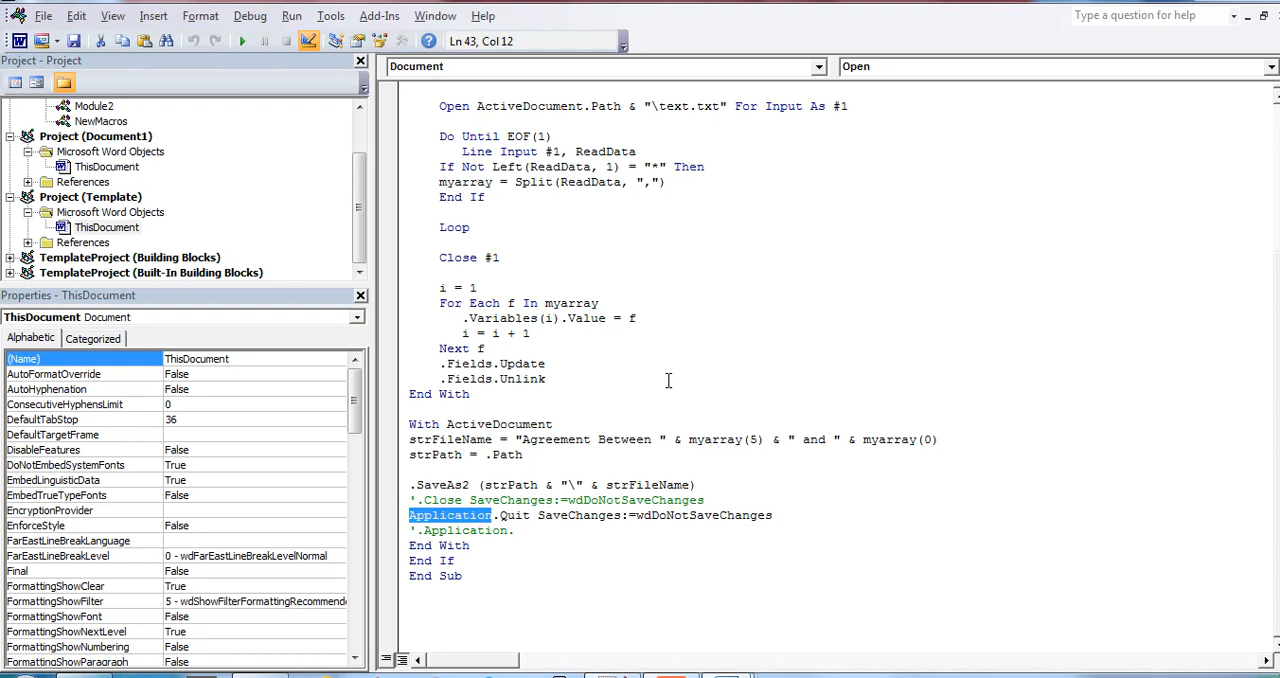 File Edit View Insert Format Debug Run Tools Add-Ins Window Help Type a question for help
Ln 43, Col 12
Project - Project
Module2
NewMacros
Project (Document1)
Microsoft Word Objects
ThisDocument
References
Project (Template)
Microsoft Word Objects
ThisDocument
References
TemplateProject (Building Blocks)
TemplateProject (Built-In Building Blocks)
Properties - ThisDocument
ThisDocument Document
Alphabetic Categorized
(Name) ThisDocument
AutoFormatOverride False
AutoHyphenation False
ConsecutiveHyphensLimit 0
DefaultTabStop 36
DefaultTargetFrame
DisableFeatures False
DoNotEmbedSystemFonts True
EmbedLinguisticData True
EmbedTrueTypeFonts False
EncryptionProvider
EnforceStyle False
FarEastLineBreakLanguage
FarEastLineBreakLevel 0 - wdFarEastLineBreakLevelNormal
Final False
FormattingShowClear True
FormattingShowFilter 5 - wdShowFilterFormattingRecommende
FormattingShowFont False
FormattingShowNextLevel True
FormattingShowNumbering False
FormattingShowParagraph False
Document Open
Open ActiveDocument.Path & "\text.txt" For Input As #1
Do Until EOF(1)
Line Input #1, ReadData
If Not Left(ReadData, 1) = "*" Then
myarray = Split(ReadData, ",")
End If
Loop
Close #1
i = 1
For Each f In myarray
.Variables(i).Value = f
i = i + 1
Next f
.Fields.Update
.Fields.Unlink
End With
With ActiveDocument
strFileName = "Agreement Between " & myarray(5) & " and " & myarray(0)
strPath = .Path
.SaveAs2 (strPath & "\" & strFileName)
'.Close SaveChanges:=wdDoNotSaveChanges
Application.Quit SaveChanges:=wdDoNotSaveChanges
'.Application.
End With
End If
End Sub